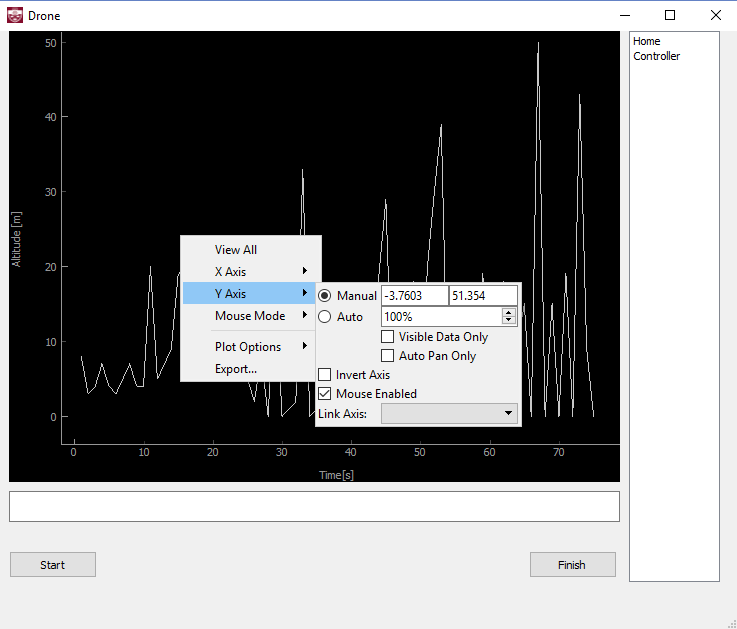 Drone
Home
Controller
50
40
30
20
10
0
Altitude [m]
0 10 20 30 40 50 60 70
Time[s]
View All
X Axis
Y Axis
Mouse Mode
Plot Options
Export...
Manual -3.7603 51.354
Auto 100%
Visible Data Only
Auto Pan Only
Invert Axis
Mouse Enabled
Link Axis:
Start
Finish